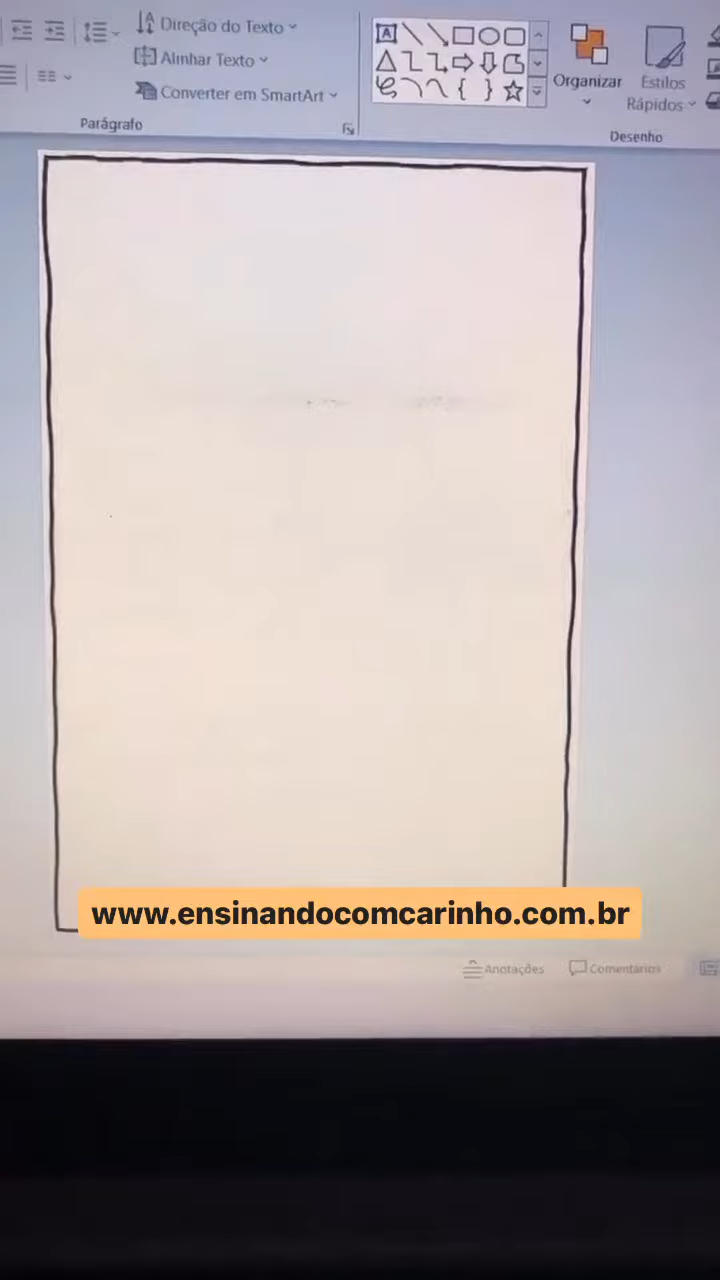 Direção do Texto
Alinhar Texto
Converter em SmartArt
Parágrafo
A
Organizar
Estilos
Rápidos
Desenho
www.ensinandocomcarinho.com.br
Anotações
Comentários